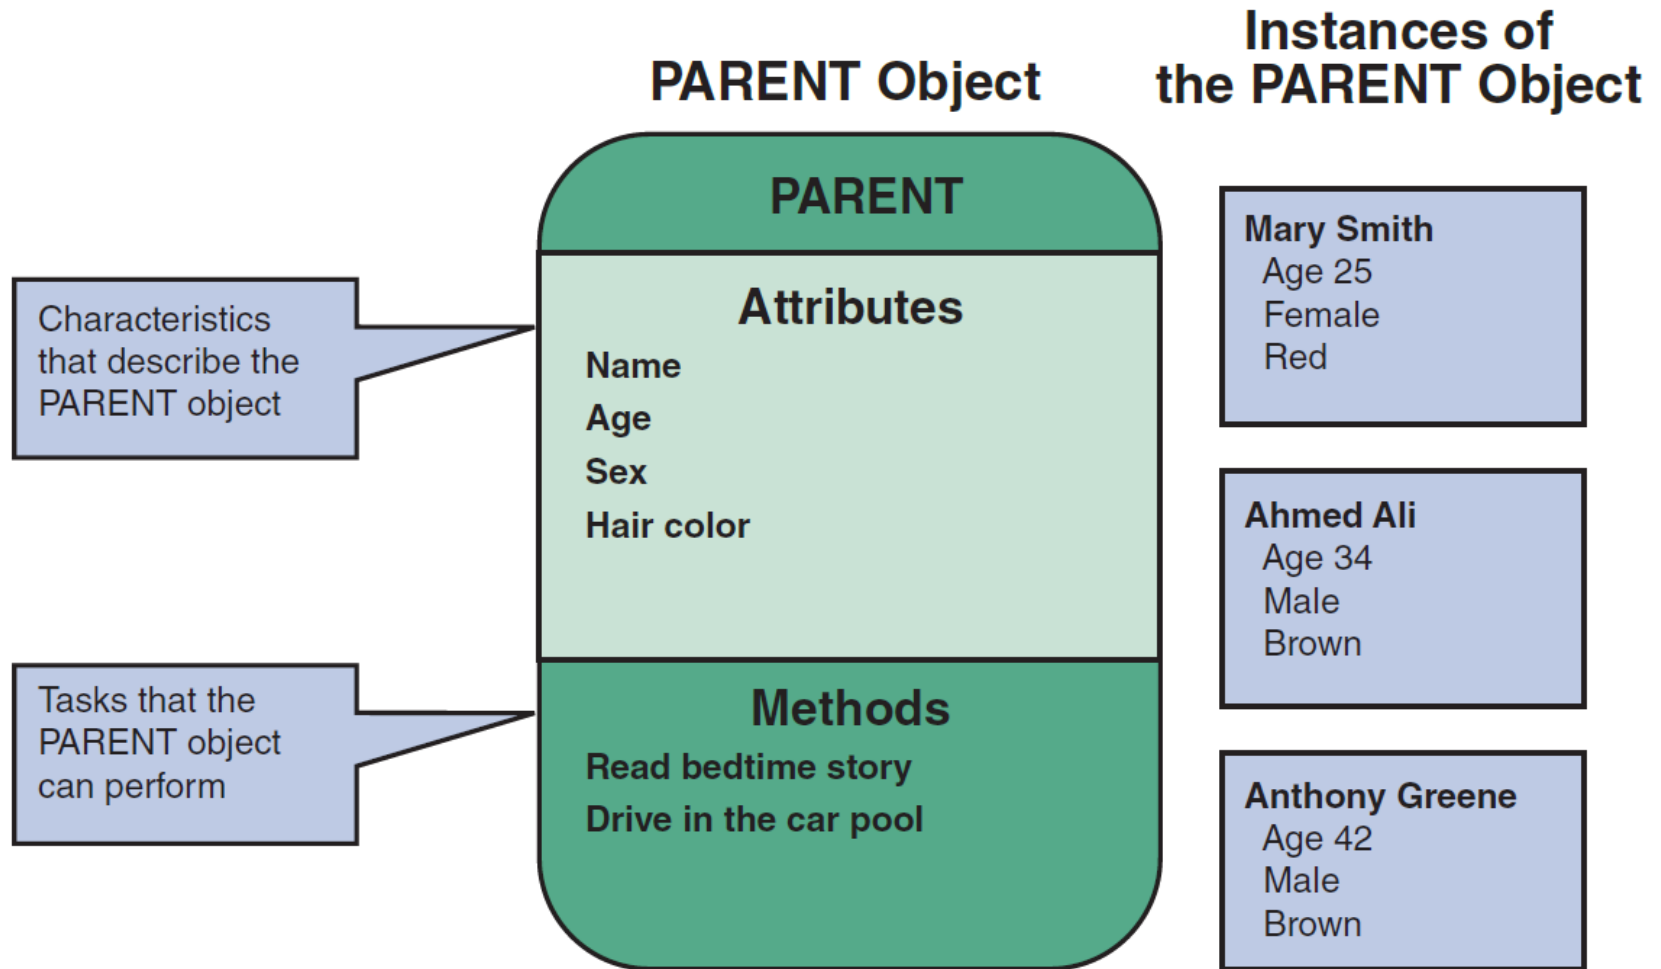 PARENT Object
Instances of
the PARENT Object
PARENT
Attributes
Name
Age
Sex
Hair color
Methods
Read bedtime story
Drive in the car pool
Characteristics
that describe the
PARENT object
Tasks that the
PARENT object
can perform
Mary Smith
Age 25
Female
Red
Ahmed Ali
Age 34
Male
Brown
Anthony Greene
Age 42
Male
Brown